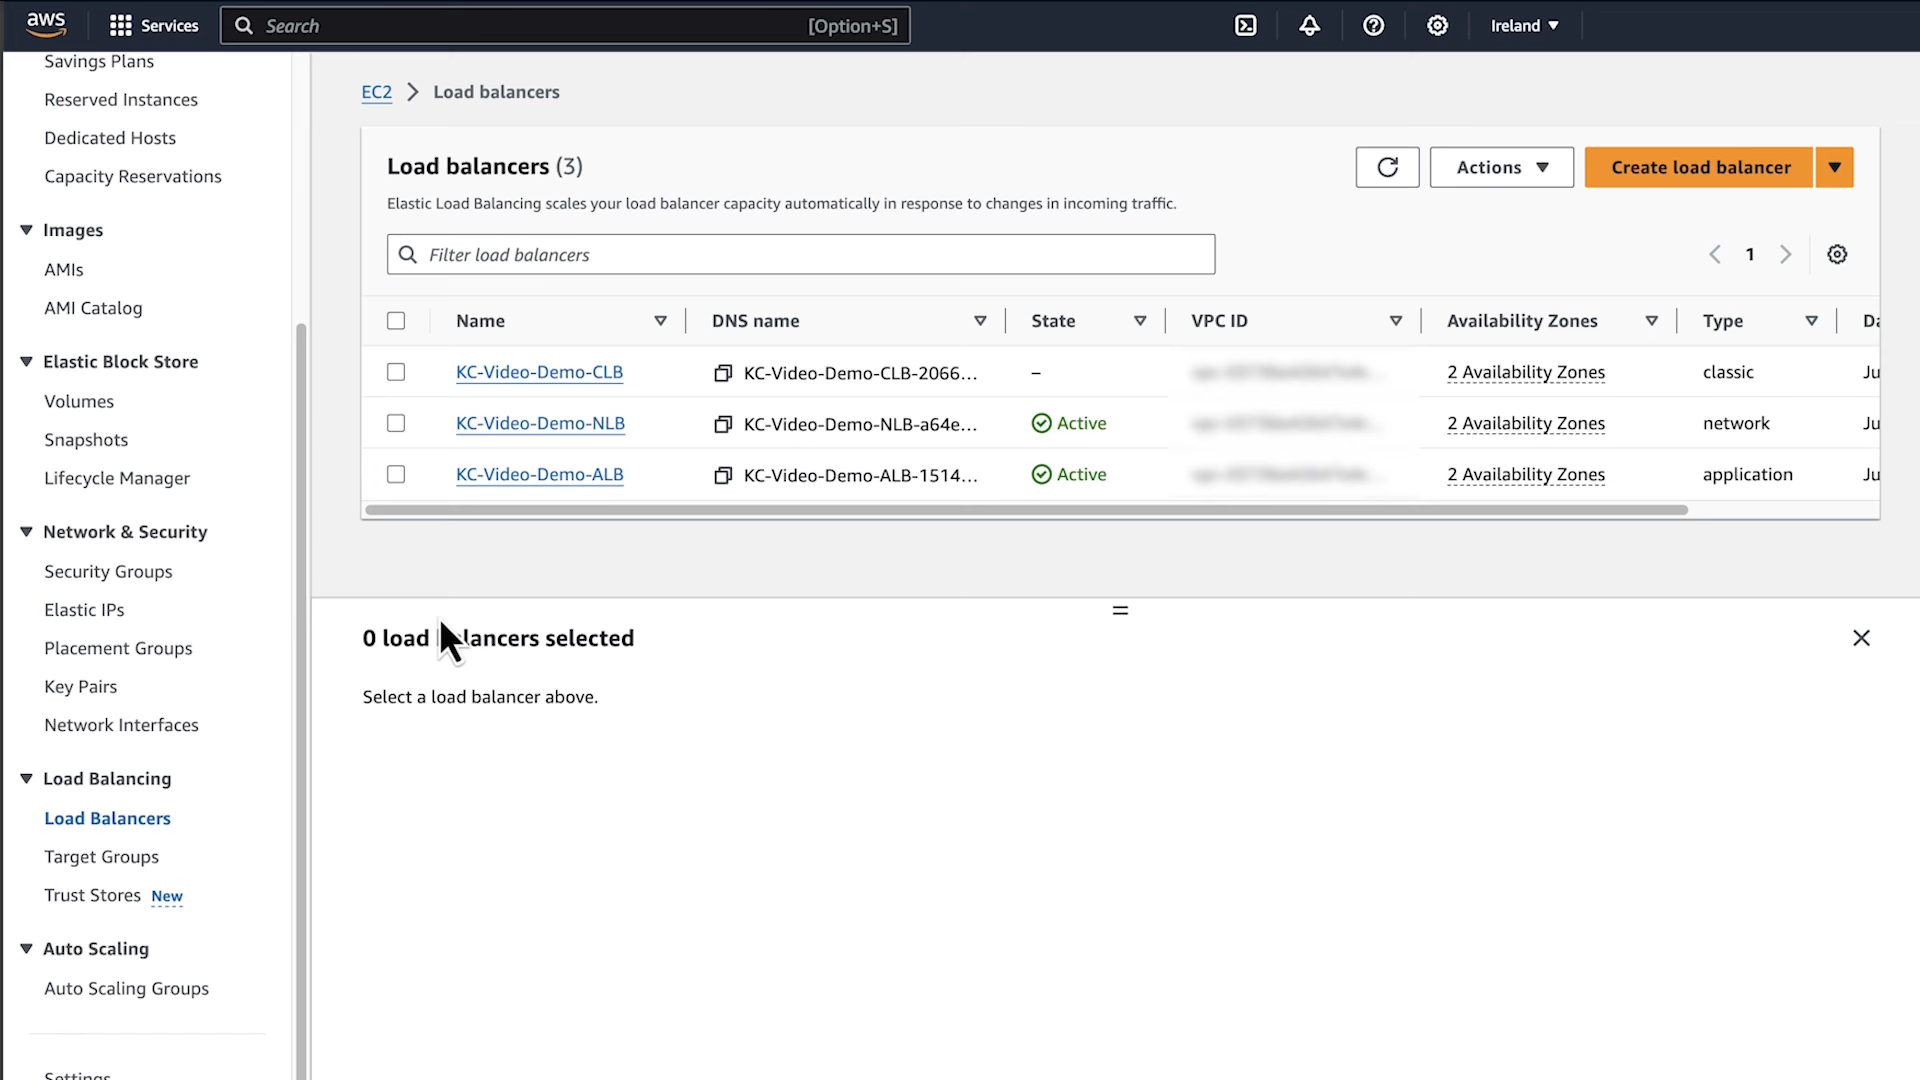 aws
Services
Search
[Option+S]
Ireland
Savings Plans
Reserved Instances
Dedicated Hosts
Capacity Reservations
Images
AMIs
AMI Catalog
Elastic Block Store
Volumes
Snapshots
Lifecycle Manager
Network & Security
Security Groups
Elastic IPs
Placement Groups
Key Pairs
Network Interfaces
Load Balancing
Load Balancers
Target Groups
Trust Stores New
Auto Scaling
Auto Scaling Groups
Settings
EC2 > Load balancers
Load balancers (3)
Actions
Create load balancer
Elastic Load Balancing scales your load balancer capacity automatically in response to changes in incoming traffic.
Filter load balancers
1
Name DNS name State VPC ID Availability Zones Type
KC-Video-Demo-CLB KC-Video-Demo-CLB-2066... – 2 Availability Zones classic Ju
KC-Video-Demo-NLB KC-Video-Demo-NLB-a64e... Active 2 Availability Zones network Ju
KC-Video-Demo-ALB KC-Video-Demo-ALB-1514... Active 2 Availability Zones application Ju
0 load balancers selected
Select a load balancer above.